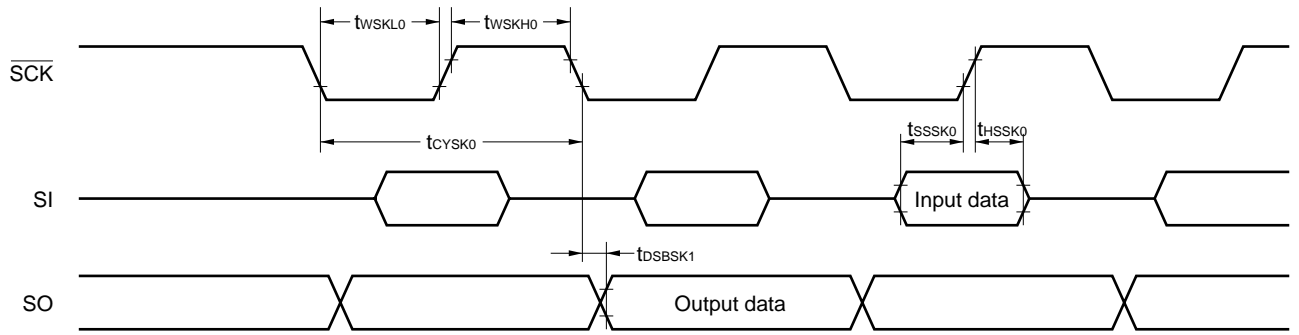 tWSKL0
tWSKH0
SCK
tCYSK0
tSSSK0
tHSSK0
SI
Input data
tDSBSK1
SO
Output data